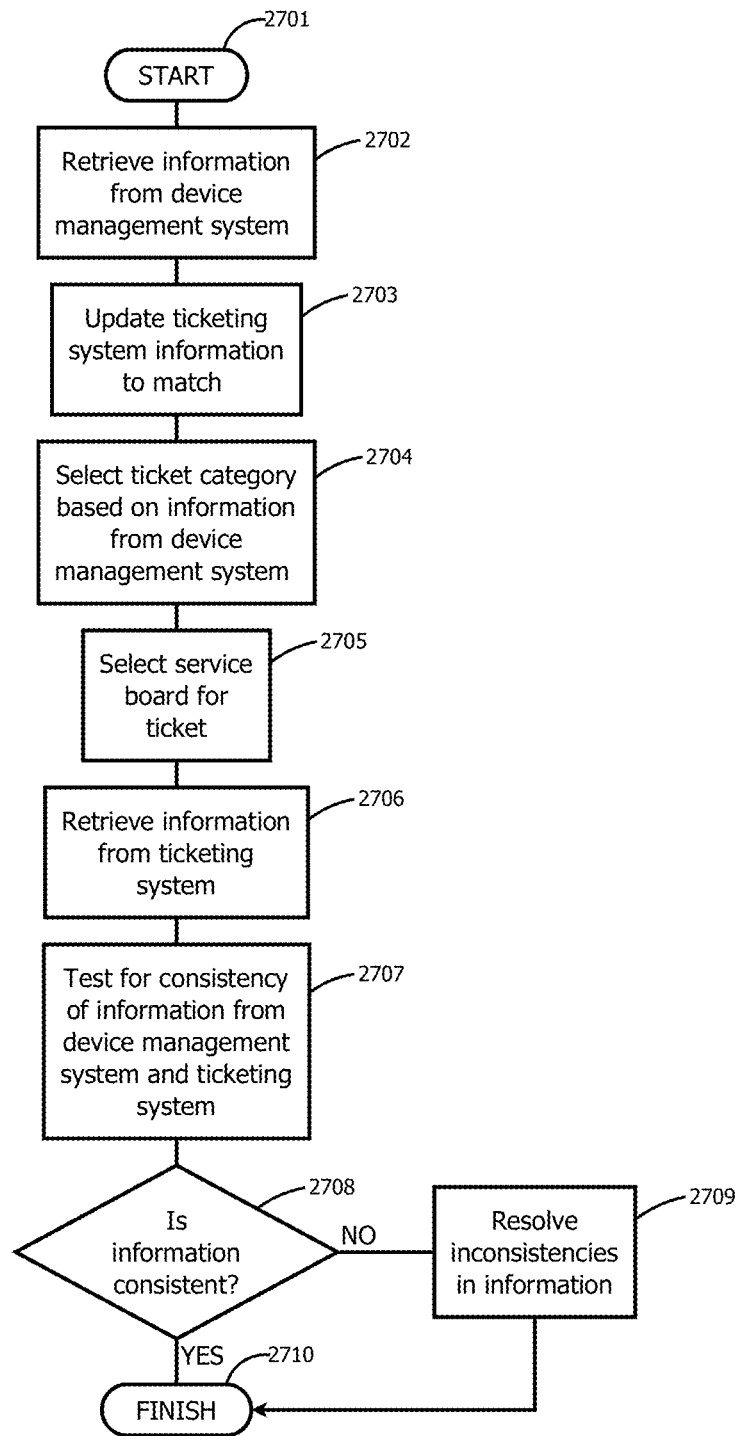 2701
START
2702
Retrieve information
from device
management system
2703
Update ticketing
system information
to match
2704
Select ticket category
based on information
from device
management system
2705
Select service
board for
ticket
2706
Retrieve information
from ticketing
system
2707
Test for consistency
of information from
device management
system and ticketing
system
2708
Is
information
consistent?
NO
2709
Resolve
inconsistencies
in information
YES
2710
FINISH